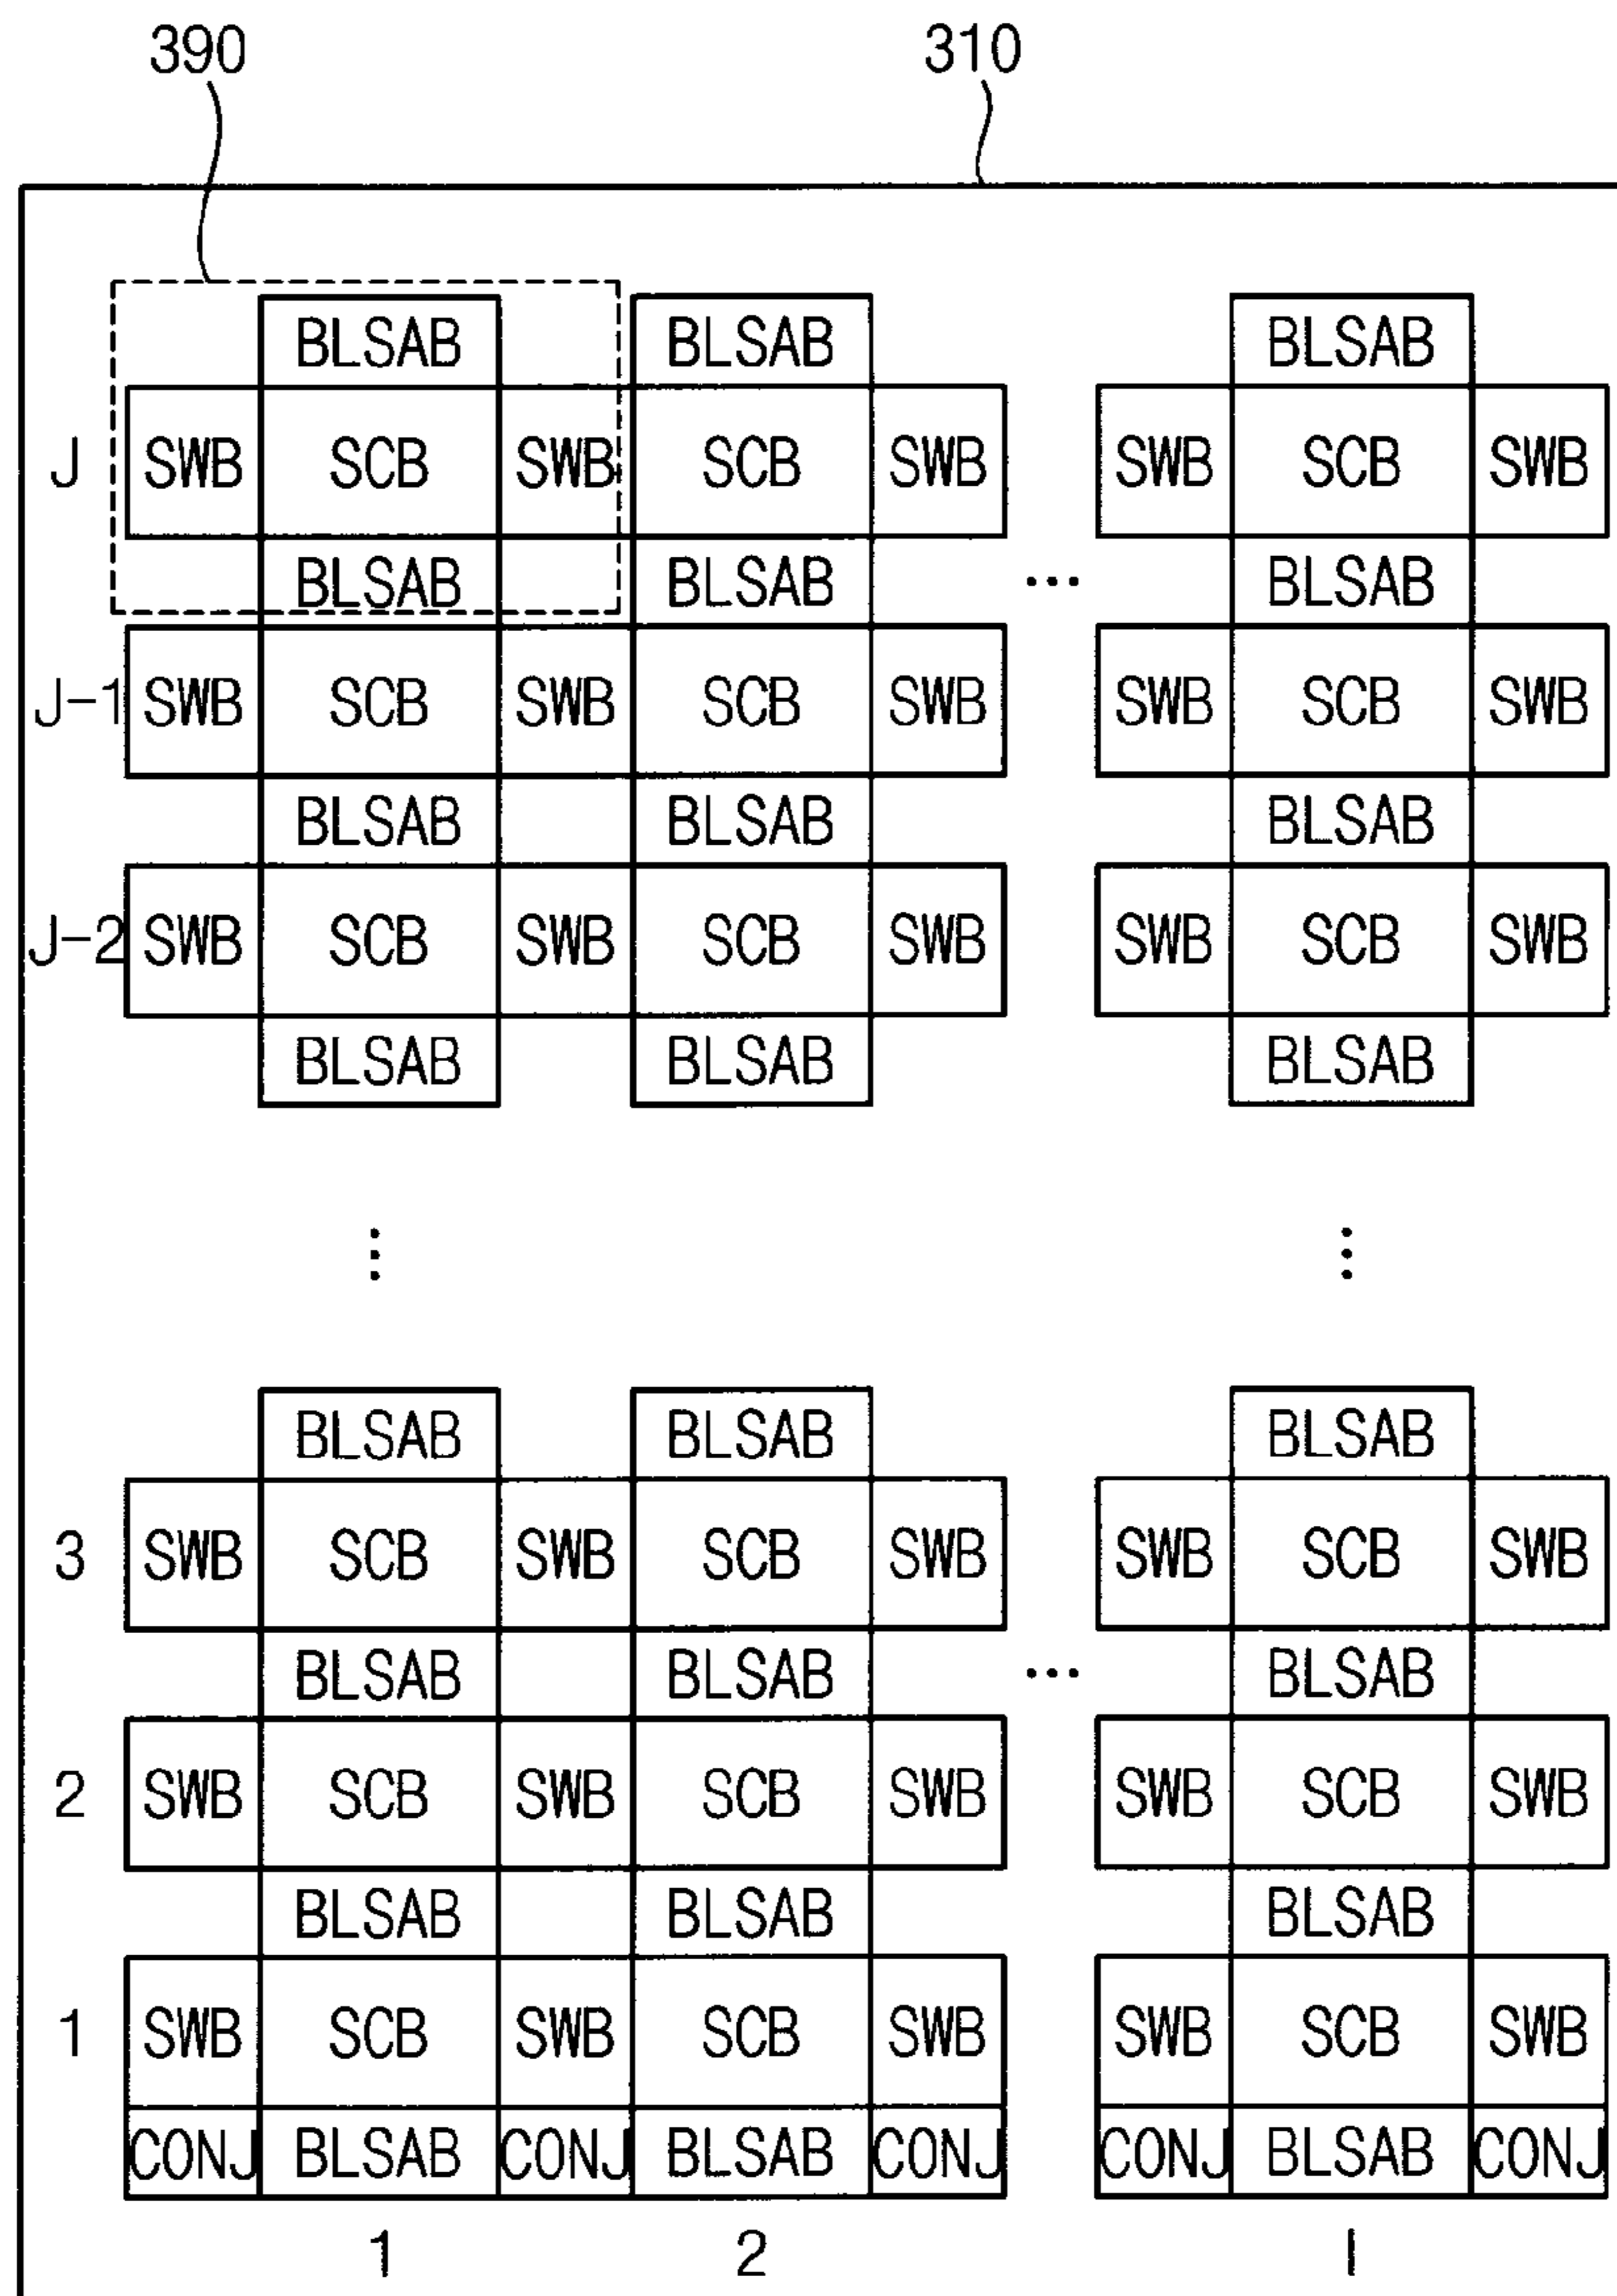 390 310
BLSAB BLSAB BLSAB
J SWB SCB SWB SCB SWB SWB SCB SWB
BLSAB BLSAB ... BLSAB
J-1 SWB SCB SWB SCB SWB SWB SCB SWB
BLSAB BLSAB BLSAB
J-2 SWB SCB SWB SCB SWB SWB SCB SWB
BLSAB BLSAB BLSAB
BLSAB BLSAB BLSAB
3 SWB SCB SWB SCB SWB SWB SCB SWB
BLSAB BLSAB ... BLSAB
2 SWB SCB SWB SCB SWB SWB SCB SWB
BLSAB BLSAB BLSAB
1 SWB SCB SWB SCB SWB SWB SCB SWB
CONJ BLSAB CONJ BLSAB CONJ CONJ BLSAB CONJ
1 2 I